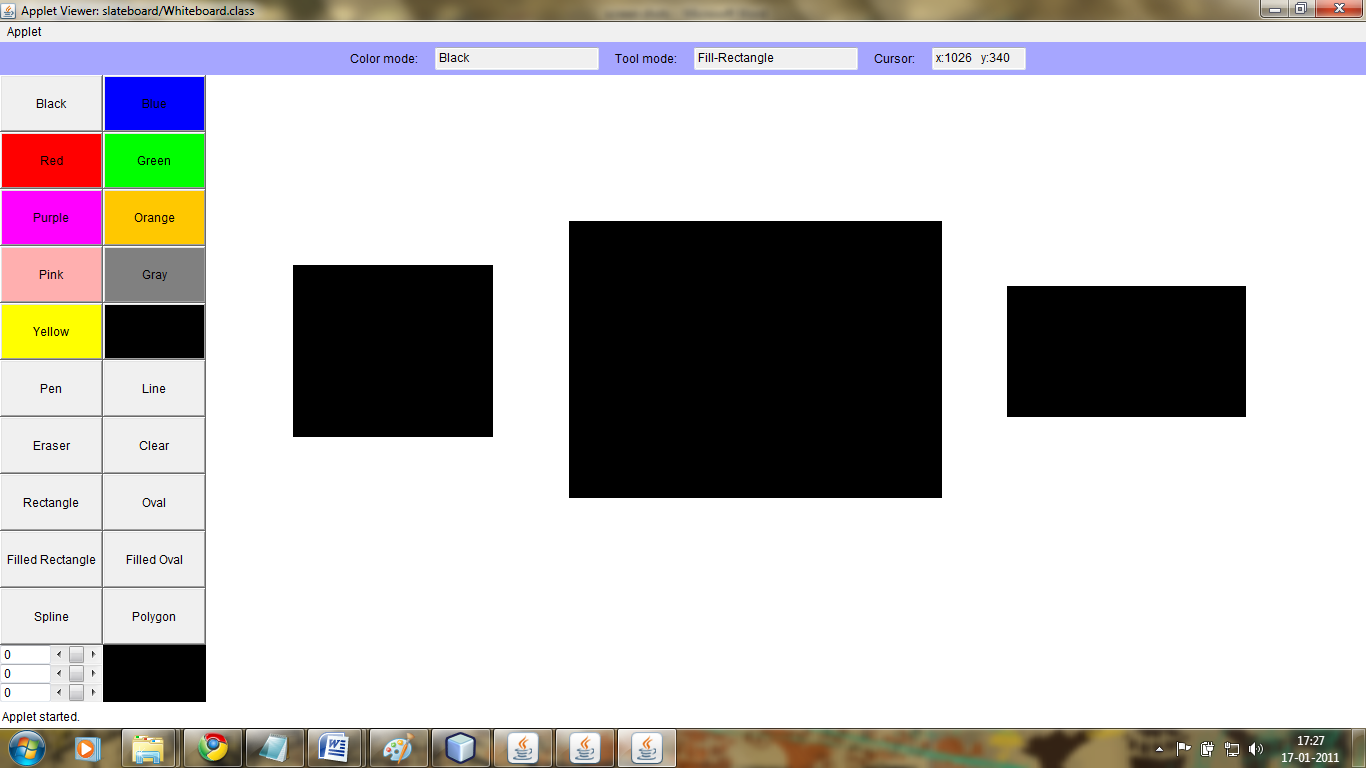 Applet Viewer: slateboard/Whiteboard.class
Applet
Color mode: Black Tool mode: Fill-Rectangle Cursor: x:1026 y:340
Black Blue
Red Green
Purple Orange
Pink Gray
Yellow
Pen Line
Eraser Clear
Rectangle Oval
Filled Rectangle Filled Oval
Spline Polygon
0
0
0
Applet started.
17:27
17-01-2011